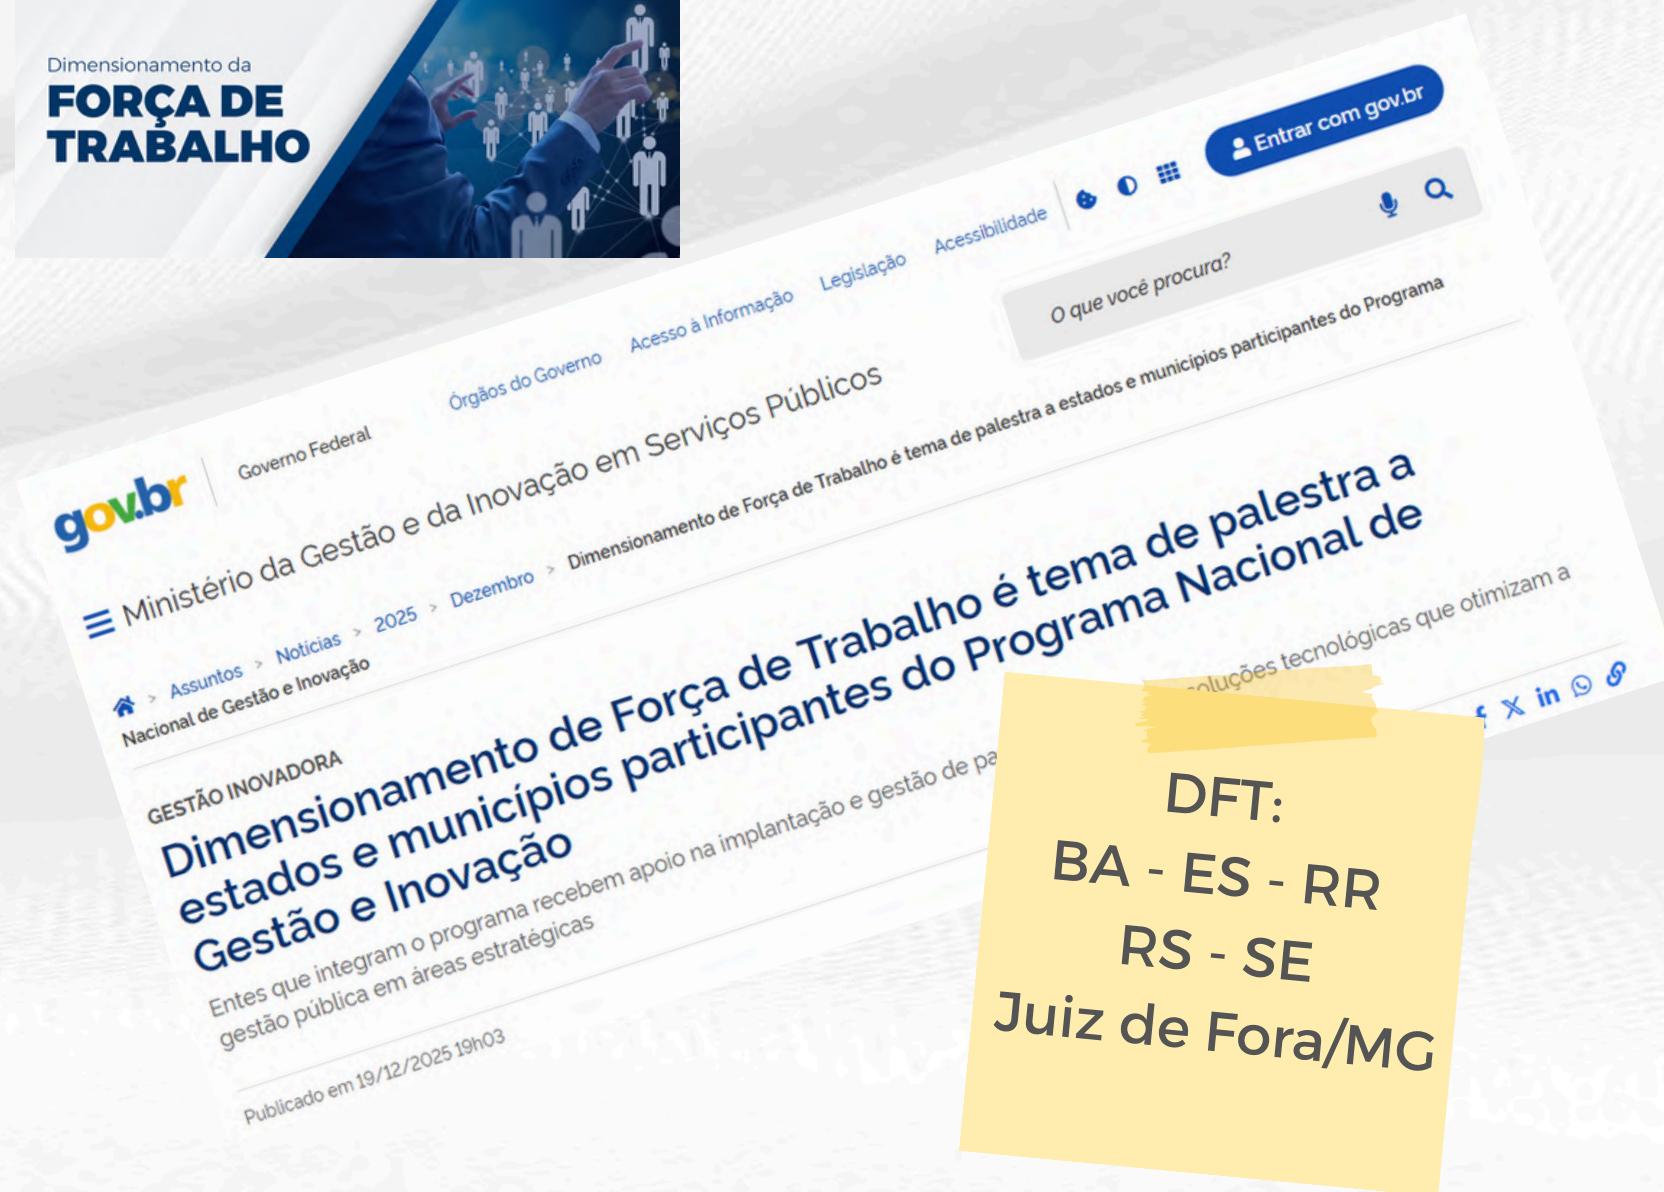 Dimensionamento da
FORÇA DE
TRABALHO
Entrar com gov.br
Órgãos do Governo Acesso à Informação Legislação Acessibilidade
O que você procura?
gov.br Governo Federal
Ministério da Gestão e da Inovação em Serviços Públicos
Assuntos > Notícias > 2025 > Dezembro > Dimensionamento de Força de Trabalho é tema de palestra a estados e municípios participantes do Programa
Nacional de Gestão e Inovação
GESTÃO INOVADORA
Dimensionamento de Força de Trabalho é tema de palestra a
estados e municípios participantes do Programa Nacional de
Gestão e Inovação
Entes que integram o programa recebem apoio na implantação e gestão de tecnológicas que otimizam a
gestão pública em áreas estratégicas
Publicado em 19/12/2025 19h03
DFT:
BA - ES - RR
RS - SE
Juiz de Fora/MG